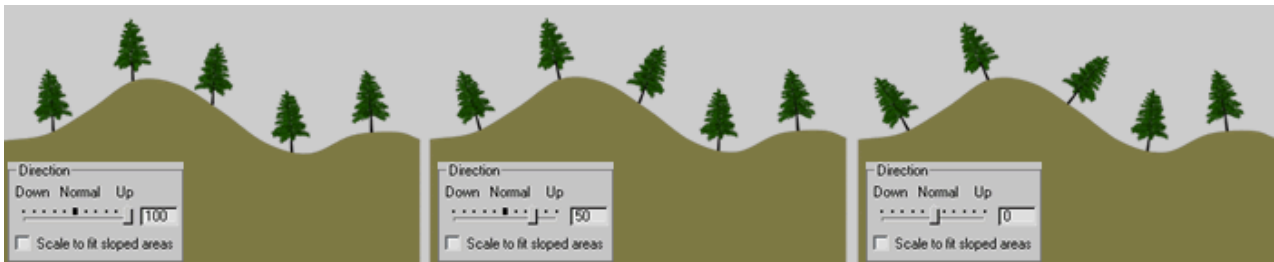 Direction
Down Normal Up
100
Scale to fit sloped areas
Direction
Down Normal Up
50
Scale to fit sloped areas
Direction
Down Normal Up
0
Scale to fit sloped areas